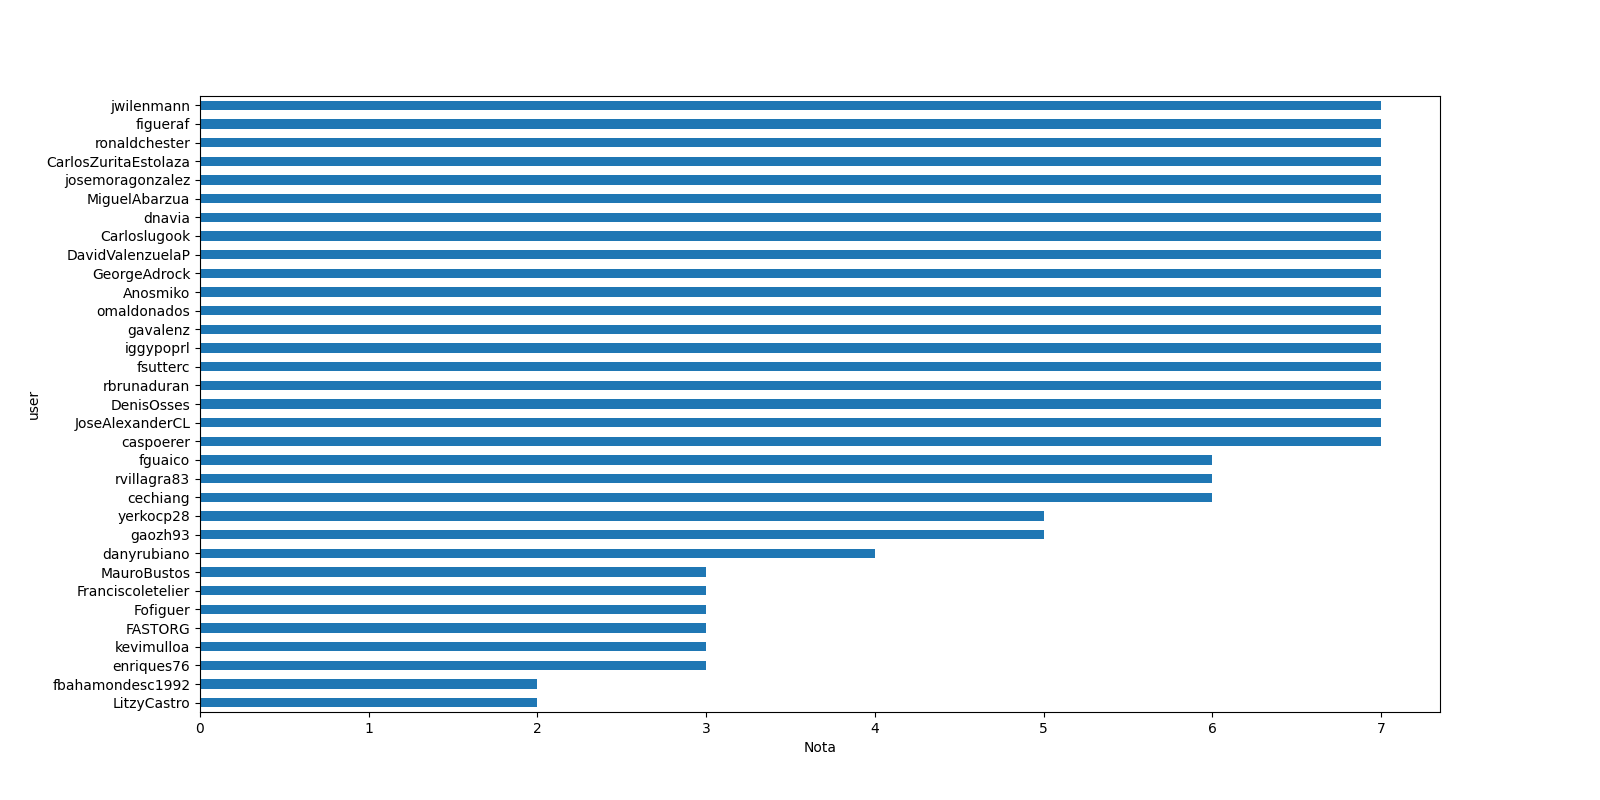 jwilenmann
figueraf
ronaldchester
CarlosZuritaEstolaza
josemoragonzalez
MiguelAbarzua
dnavia
Carloslugook
DavidValenzuelaP
GeorgeAdrock
Anosmiko
omaldonados
gavalenz
iggypoprl
fsutterc
rbrunaduran
DenisOsses
JoseAlexanderCL
caspoerer
fguaico
rvillagra83
cechiang
yerkocp28
gaozh93
danyrubiano
MauroBustos
Franciscoletelier
Fofiguer
FASTORG
kevimulloa
enriques76
fbahamondesc1992
LitzyCastro
user
0 1 2 3 4 5 6 7
Nota